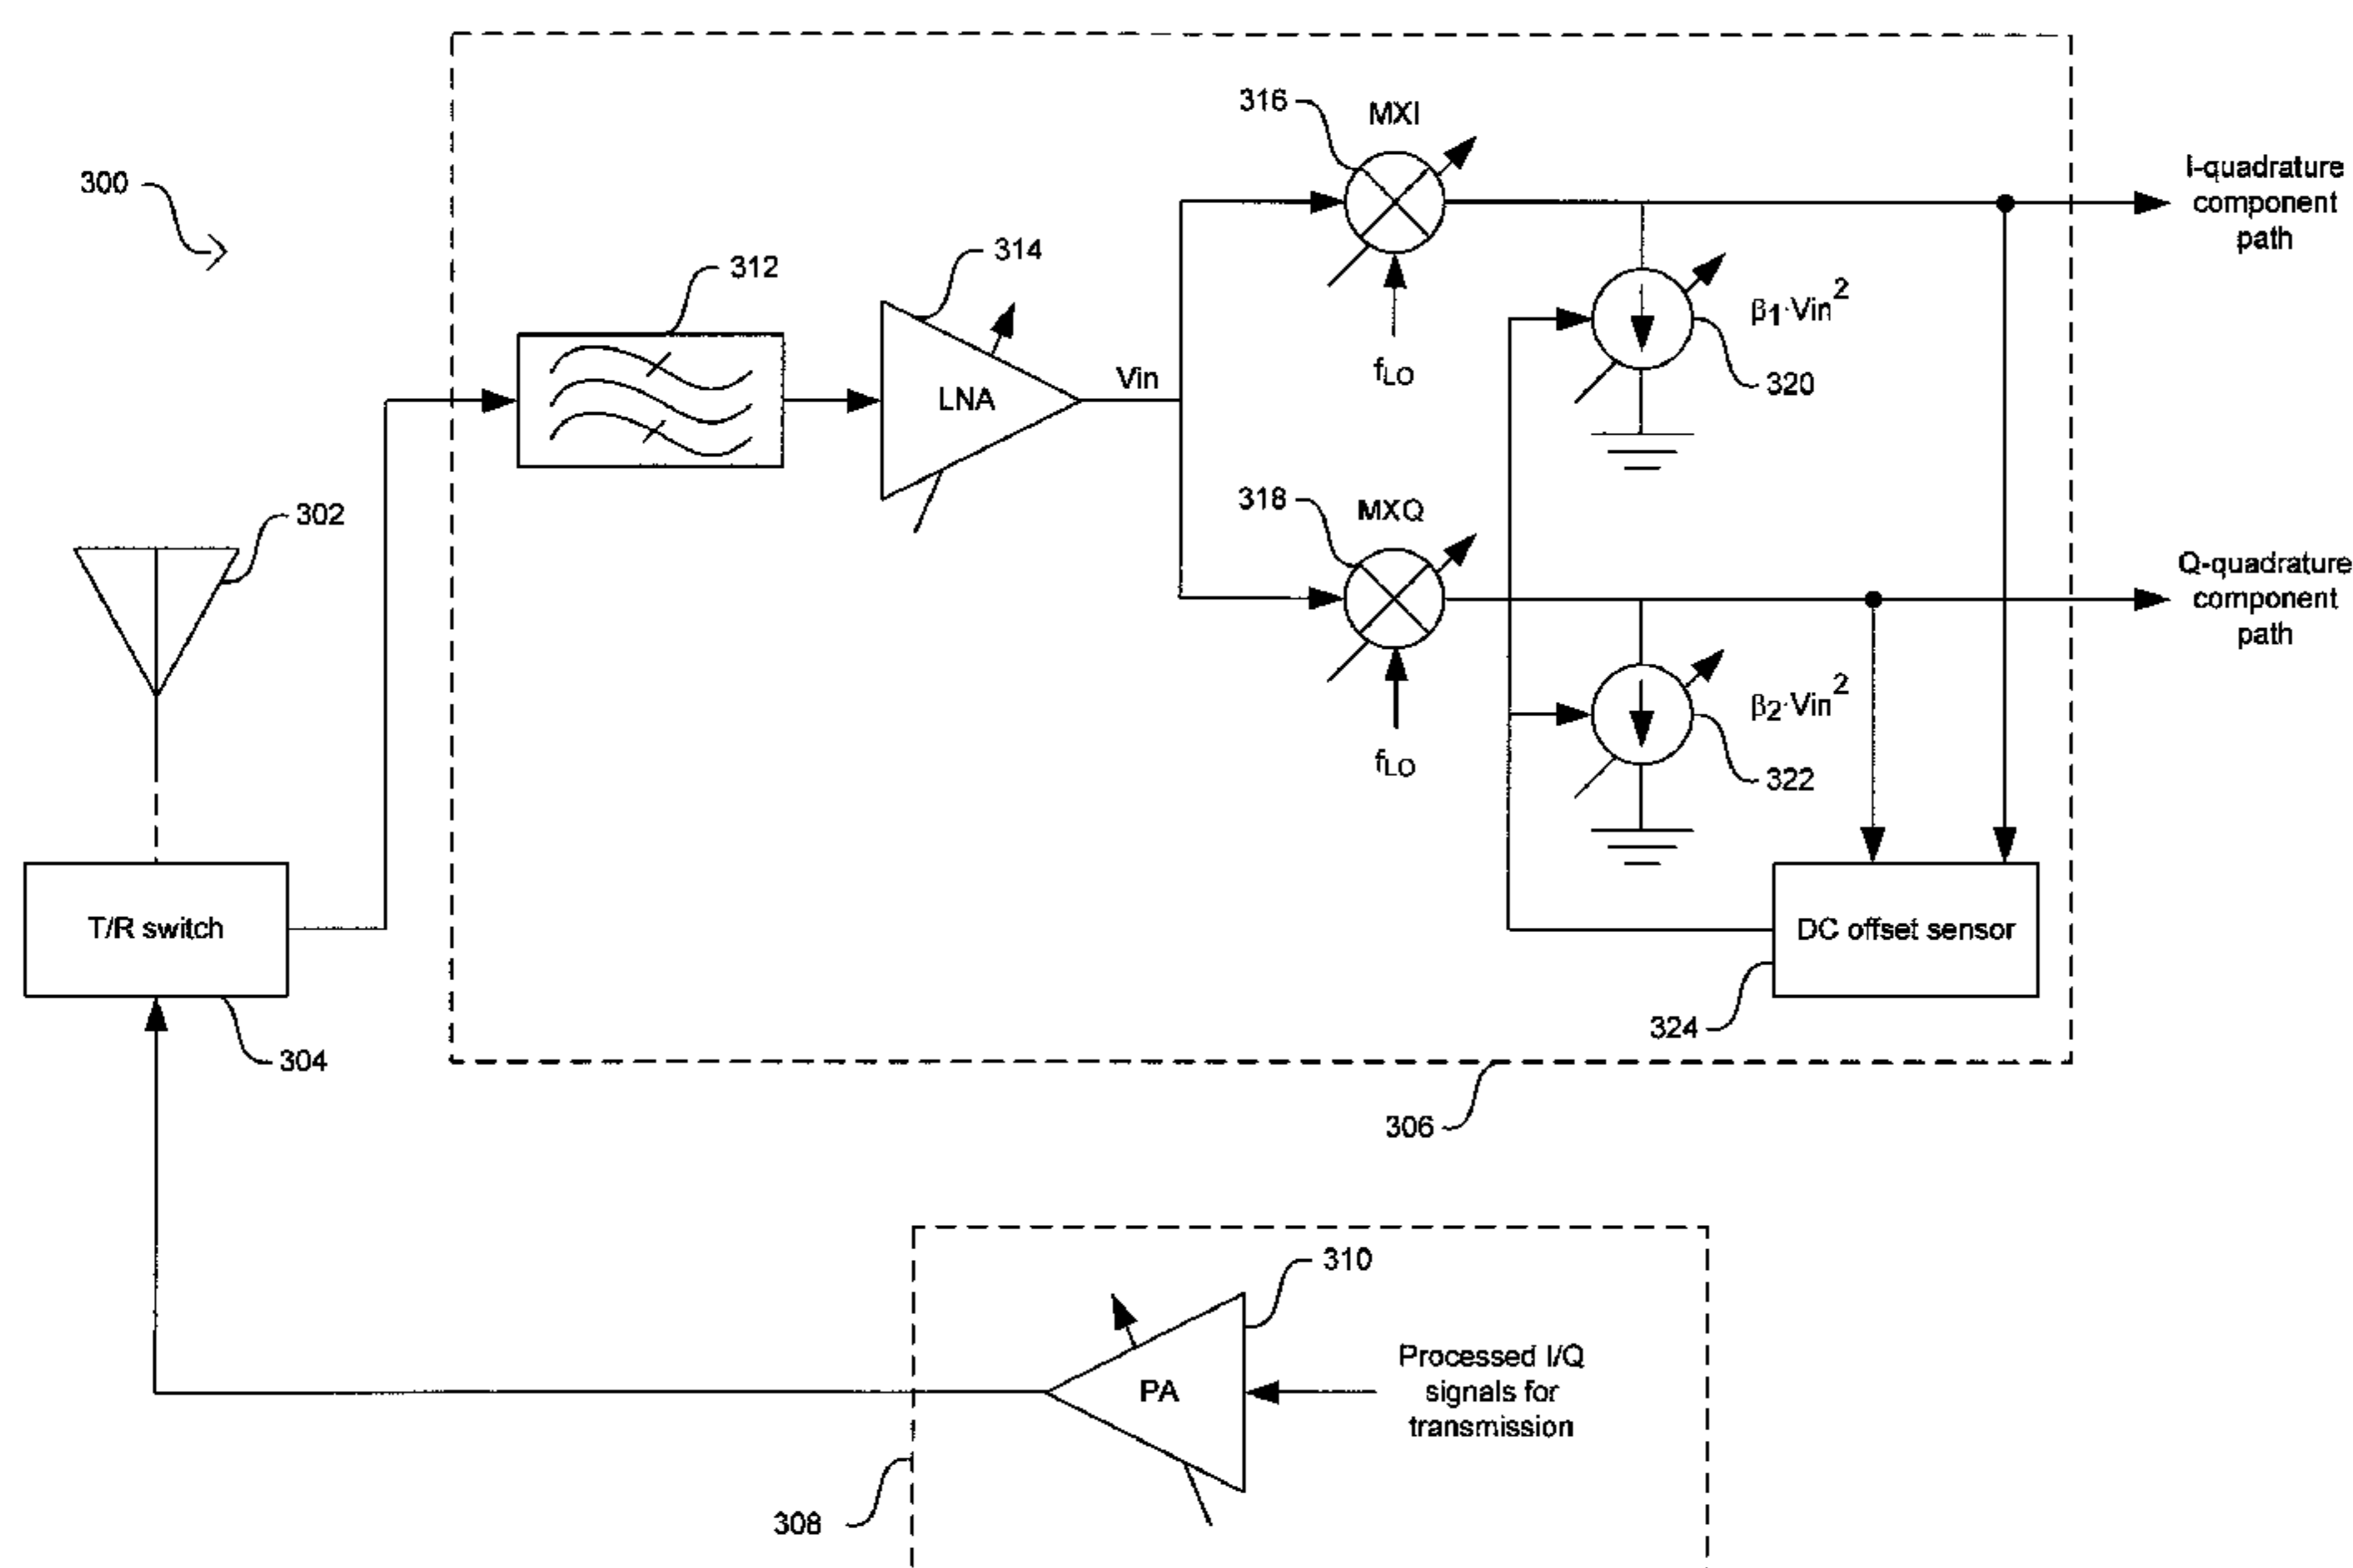 300
302
T/R switch
304
312
314
LNA
Vin
316
MXI
fLO
β1·Vin²
320
318
MXQ
fLO
β2·Vin²
322
DC offset sensor
324
306
I-quadrature
component
path
Q-quadrature
component
path
310
PA
Processed I/Q
signals for
transmission
308